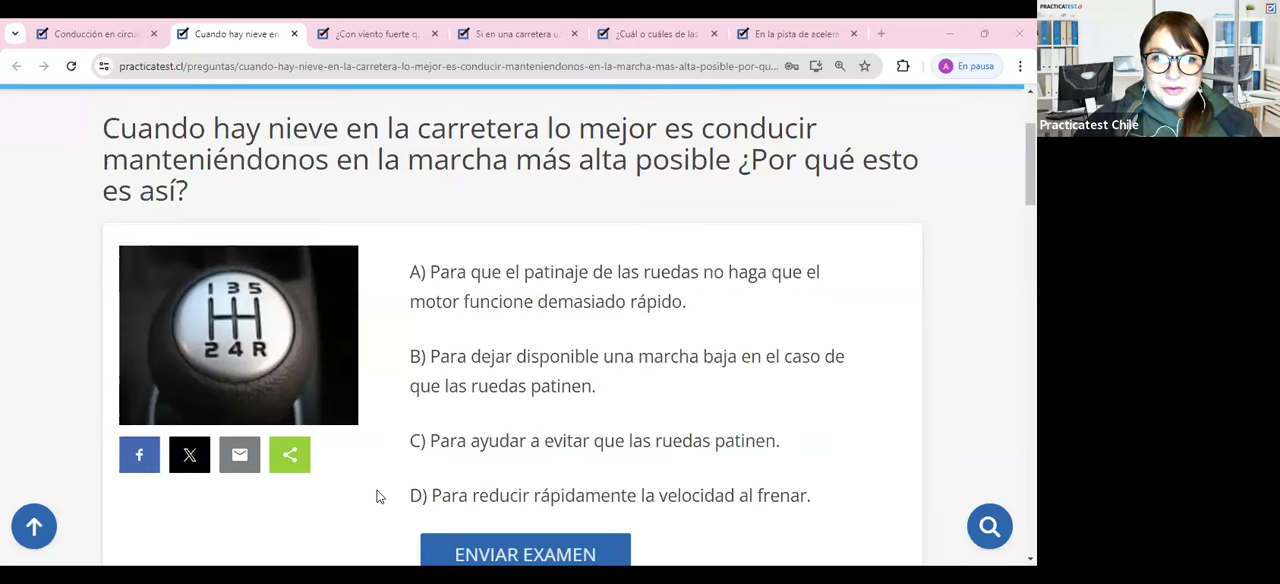 Conducción en circu
Cuando hay nieve en
¿Con viento fuerte q
Si en una carretera u
¿Cuál o cuáles de las
En la pista de acelera
practicatest.cl/preguntas/cuando-hay-nieve-en-la-carretera-lo-mejor-es-conducir-manteniendonos-en-la-marcha-mas-alta-posible-por-qu...
A En pausa
PRACTICATEST.cl
Practicatest Chile
Cuando hay nieve en la carretera lo mejor es conducir
manteniéndonos en la marcha más alta posible ¿Por qué esto
es así?
1 3 5
2 4 R
A) Para que el patinaje de las ruedas no haga que el
motor funcione demasiado rápido.
B) Para dejar disponible una marcha baja en el caso de
que las ruedas patinen.
C) Para ayudar a evitar que las ruedas patinen.
D) Para reducir rápidamente la velocidad al frenar.
ENVIAR EXAMEN